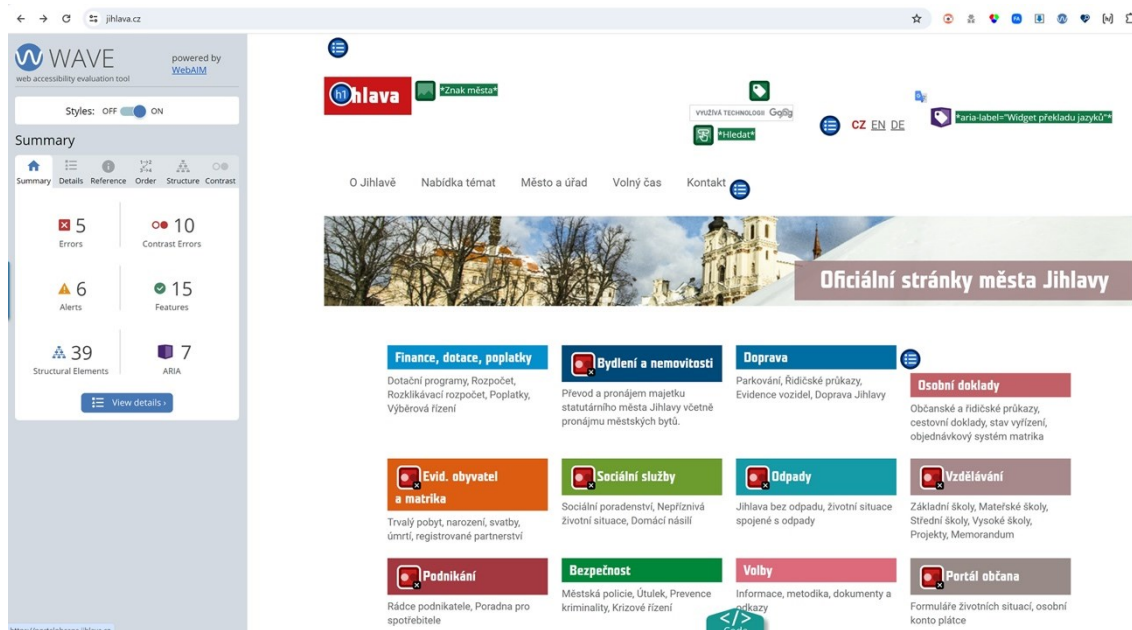 jihlava.cz
WAVE
web accessibility evaluation tool
powered by
WebAIM
Styles: OFF ON
Summary
Summary Details Reference Order Structure Contrast
5
Errors
10
Contrast Errors
6
Alerts
15
Features
39
Structural Elements
7
ARIA
View details ›
h1
hlava
*Znak města*
VYUŽÍVÁ TECHNOLOGII
*Hledat*
CZ EN DE
*aria-label="Widget překladu jazyků"*
O Jihlavě Nabídka témat Město a úřad Volný čas Kontakt
Oficiální stránky města Jihlavy
Finance, dotace, poplatky
Dotační programy, Rozpočet,
Rozklikávací rozpočet, Poplatky,
Výběrová řízení
Bydlení a nemovitosti
Převod a pronájem majetku
statutárního města Jihlavy včetně
pronájmu městských bytů.
Doprava
Parkování, Řidičské průkazy,
Evidence vozidel, Doprava Jihlavy
Osobní doklady
Občanské a řidičské průkazy,
cestovní doklady, stav vyřízení,
objednávkový systém matrika
Evid. obyvatel
a matrika
Trvalý pobyt, narození, svatby,
úmrtí, registrované partnerství
Sociální služby
Sociální poradenství, Nepříznivá
životní situace, Domácí násilí
Odpady
Jihlava bez odpadu, životní situace
spojené s odpady
Vzdělávání
Základní školy, Mateřské školy,
Střední školy, Vysoké školy,
Projekty, Memorandum
Podnikání
Rádce podnikatele, Poradna pro
spotřebitele
Bezpečnost
Městská policie, Útulek, Prevence
kriminality, Krizové řízení
Volby
Informace, metodika, dokumenty a
odkazy
Portál občana
Formuláře životních situací, osobní
konto plátce
</>